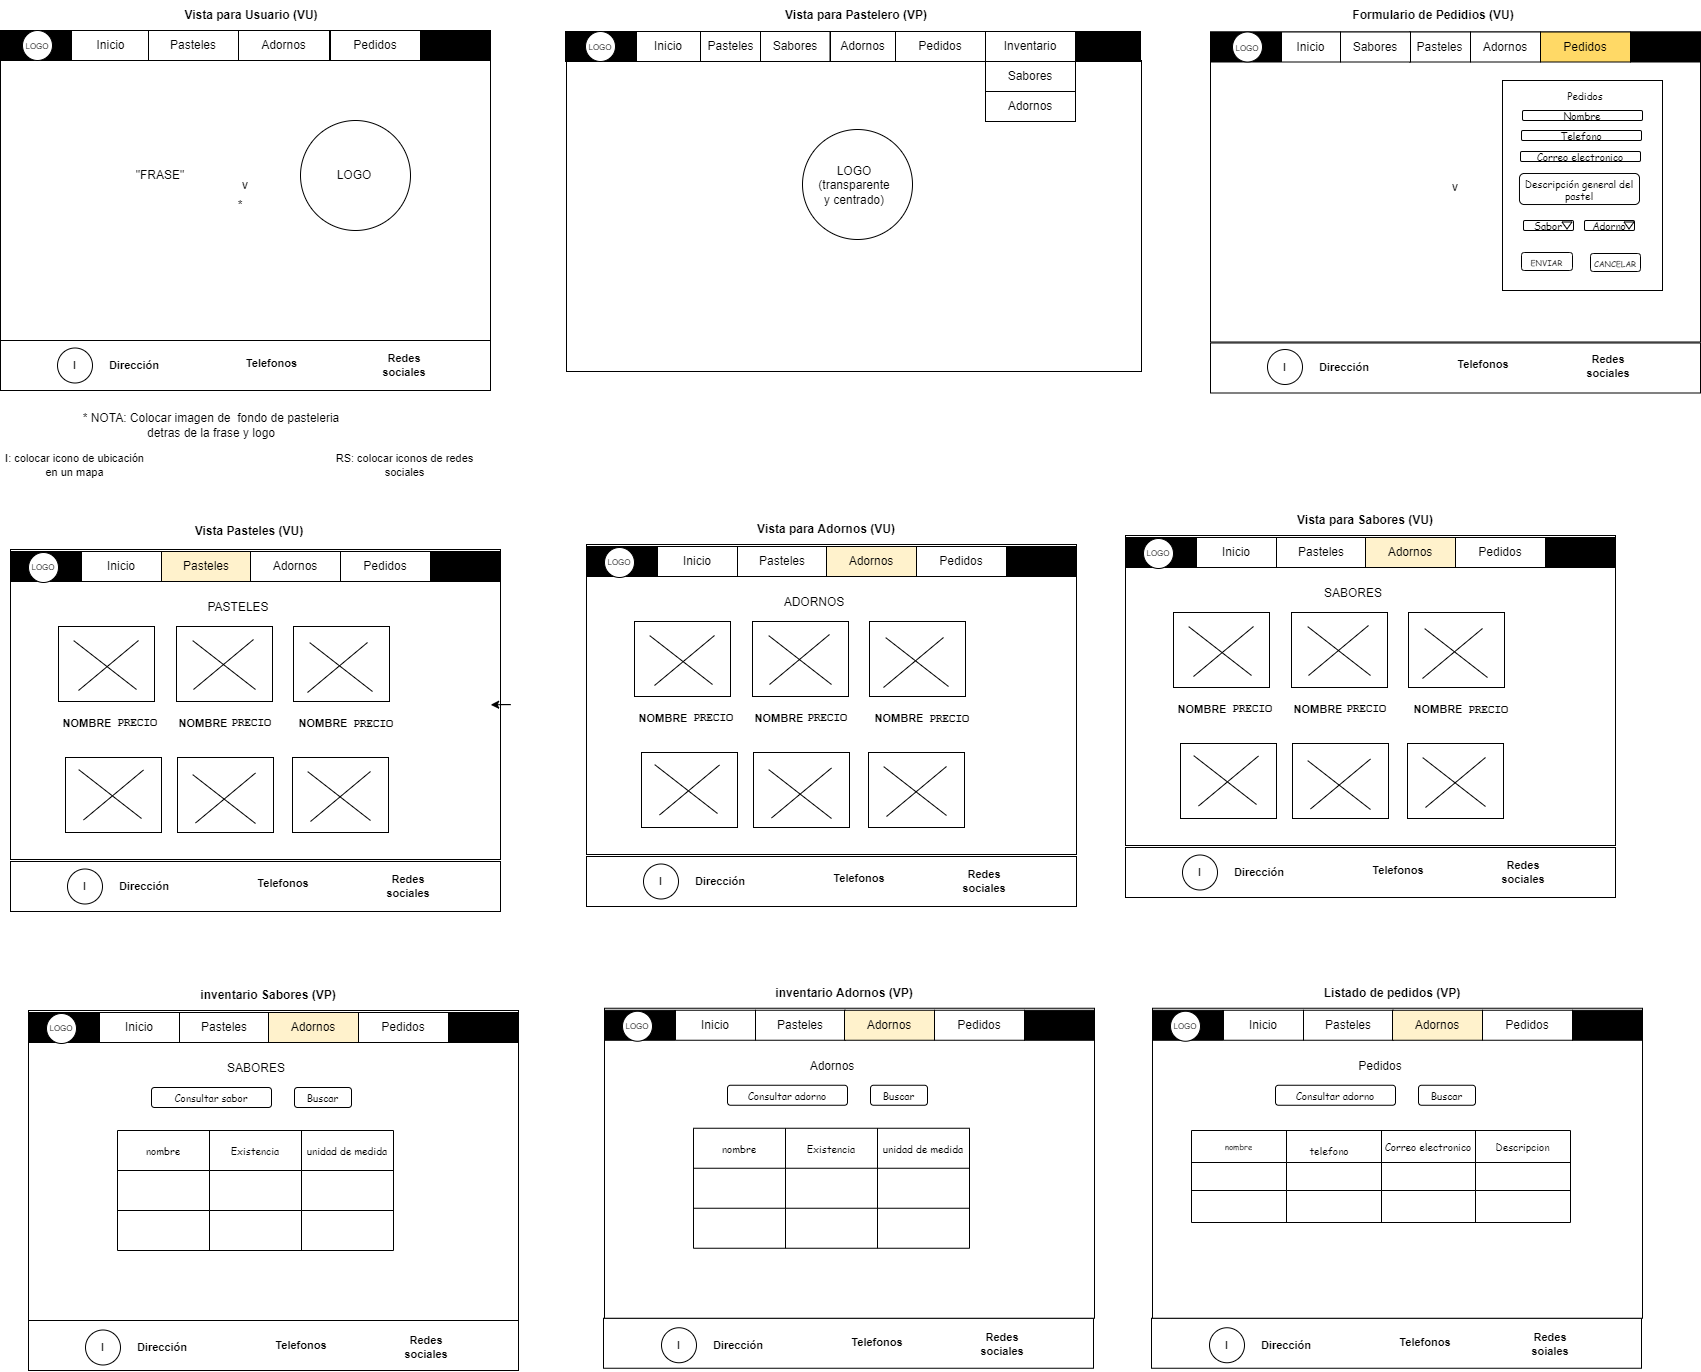 Vista para Usuario (VU)
LOGO
Inicio
Pasteles
Adornos
Pedidos
"FRASE"
v
*
LOGO
I
Dirección
Telefonos
Redes
sociales
* NOTA: Colocar imagen de fondo de pasteleria
detras de la frase y logo
I: colocar icono de ubicación
en un mapa
RS: colocar iconos de redes
sociales
Vista para Pastelero (VP)
LOGO
Inicio
Pasteles
Sabores
Adornos
Pedidos
Inventario
Sabores
Adornos
LOGO
(transparente
y centrado)
Formulario de Pedidios (VU)
LOGO
Inicio
Sabores
Pasteles
Adornos
Pedidos
v
Pedidos
Nombre
Telefono
Correo electronico
Descripción general del
pastel
Sabor
Adorno
ENVIAR
CANCELAR
I
Dirección
Telefonos
Redes
sociales
Vista Pasteles (VU)
LOGO
Inicio
Pasteles
Adornos
Pedidos
PASTELES
NOMBRE PRECIO
NOMBRE PRECIO
NOMBRE PRECIO
I
Dirección
Telefonos
Redes
sociales
Vista para Adornos (VU)
LOGO
Inicio
Pasteles
Adornos
Pedidos
ADORNOS
NOMBRE PRECIO
NOMBRE PRECIO
NOMBRE PRECIO
I
Dirección
Telefonos
Redes
sociales
Vista para Sabores (VU)
LOGO
Inicio
Pasteles
Adornos
Pedidos
SABORES
NOMBRE PRECIO
NOMBRE PRECIO
NOMBRE PRECIO
I
Dirección
Telefonos
Redes
sociales
inventario Sabores (VP)
LOGO
Inicio
Pasteles
Adornos
Pedidos
SABORES
Consultar sabor
Buscar
nombre
Existencia
unidad de medida
I
Dirección
Telefonos
Redes
sociales
inventario Adornos (VP)
LOGO
Inicio
Pasteles
Adornos
Pedidos
Adornos
Consultar adorno
Buscar
nombre
Existencia
unidad de medida
I
Dirección
Telefonos
Redes
sociales
Listado de pedidos (VP)
LOGO
Inicio
Pasteles
Adornos
Pedidos
Pedidos
Consultar adorno
Buscar
nombre
telefono
Correo electronico
Descripcion
I
Dirección
Telefonos
Redes
sociales